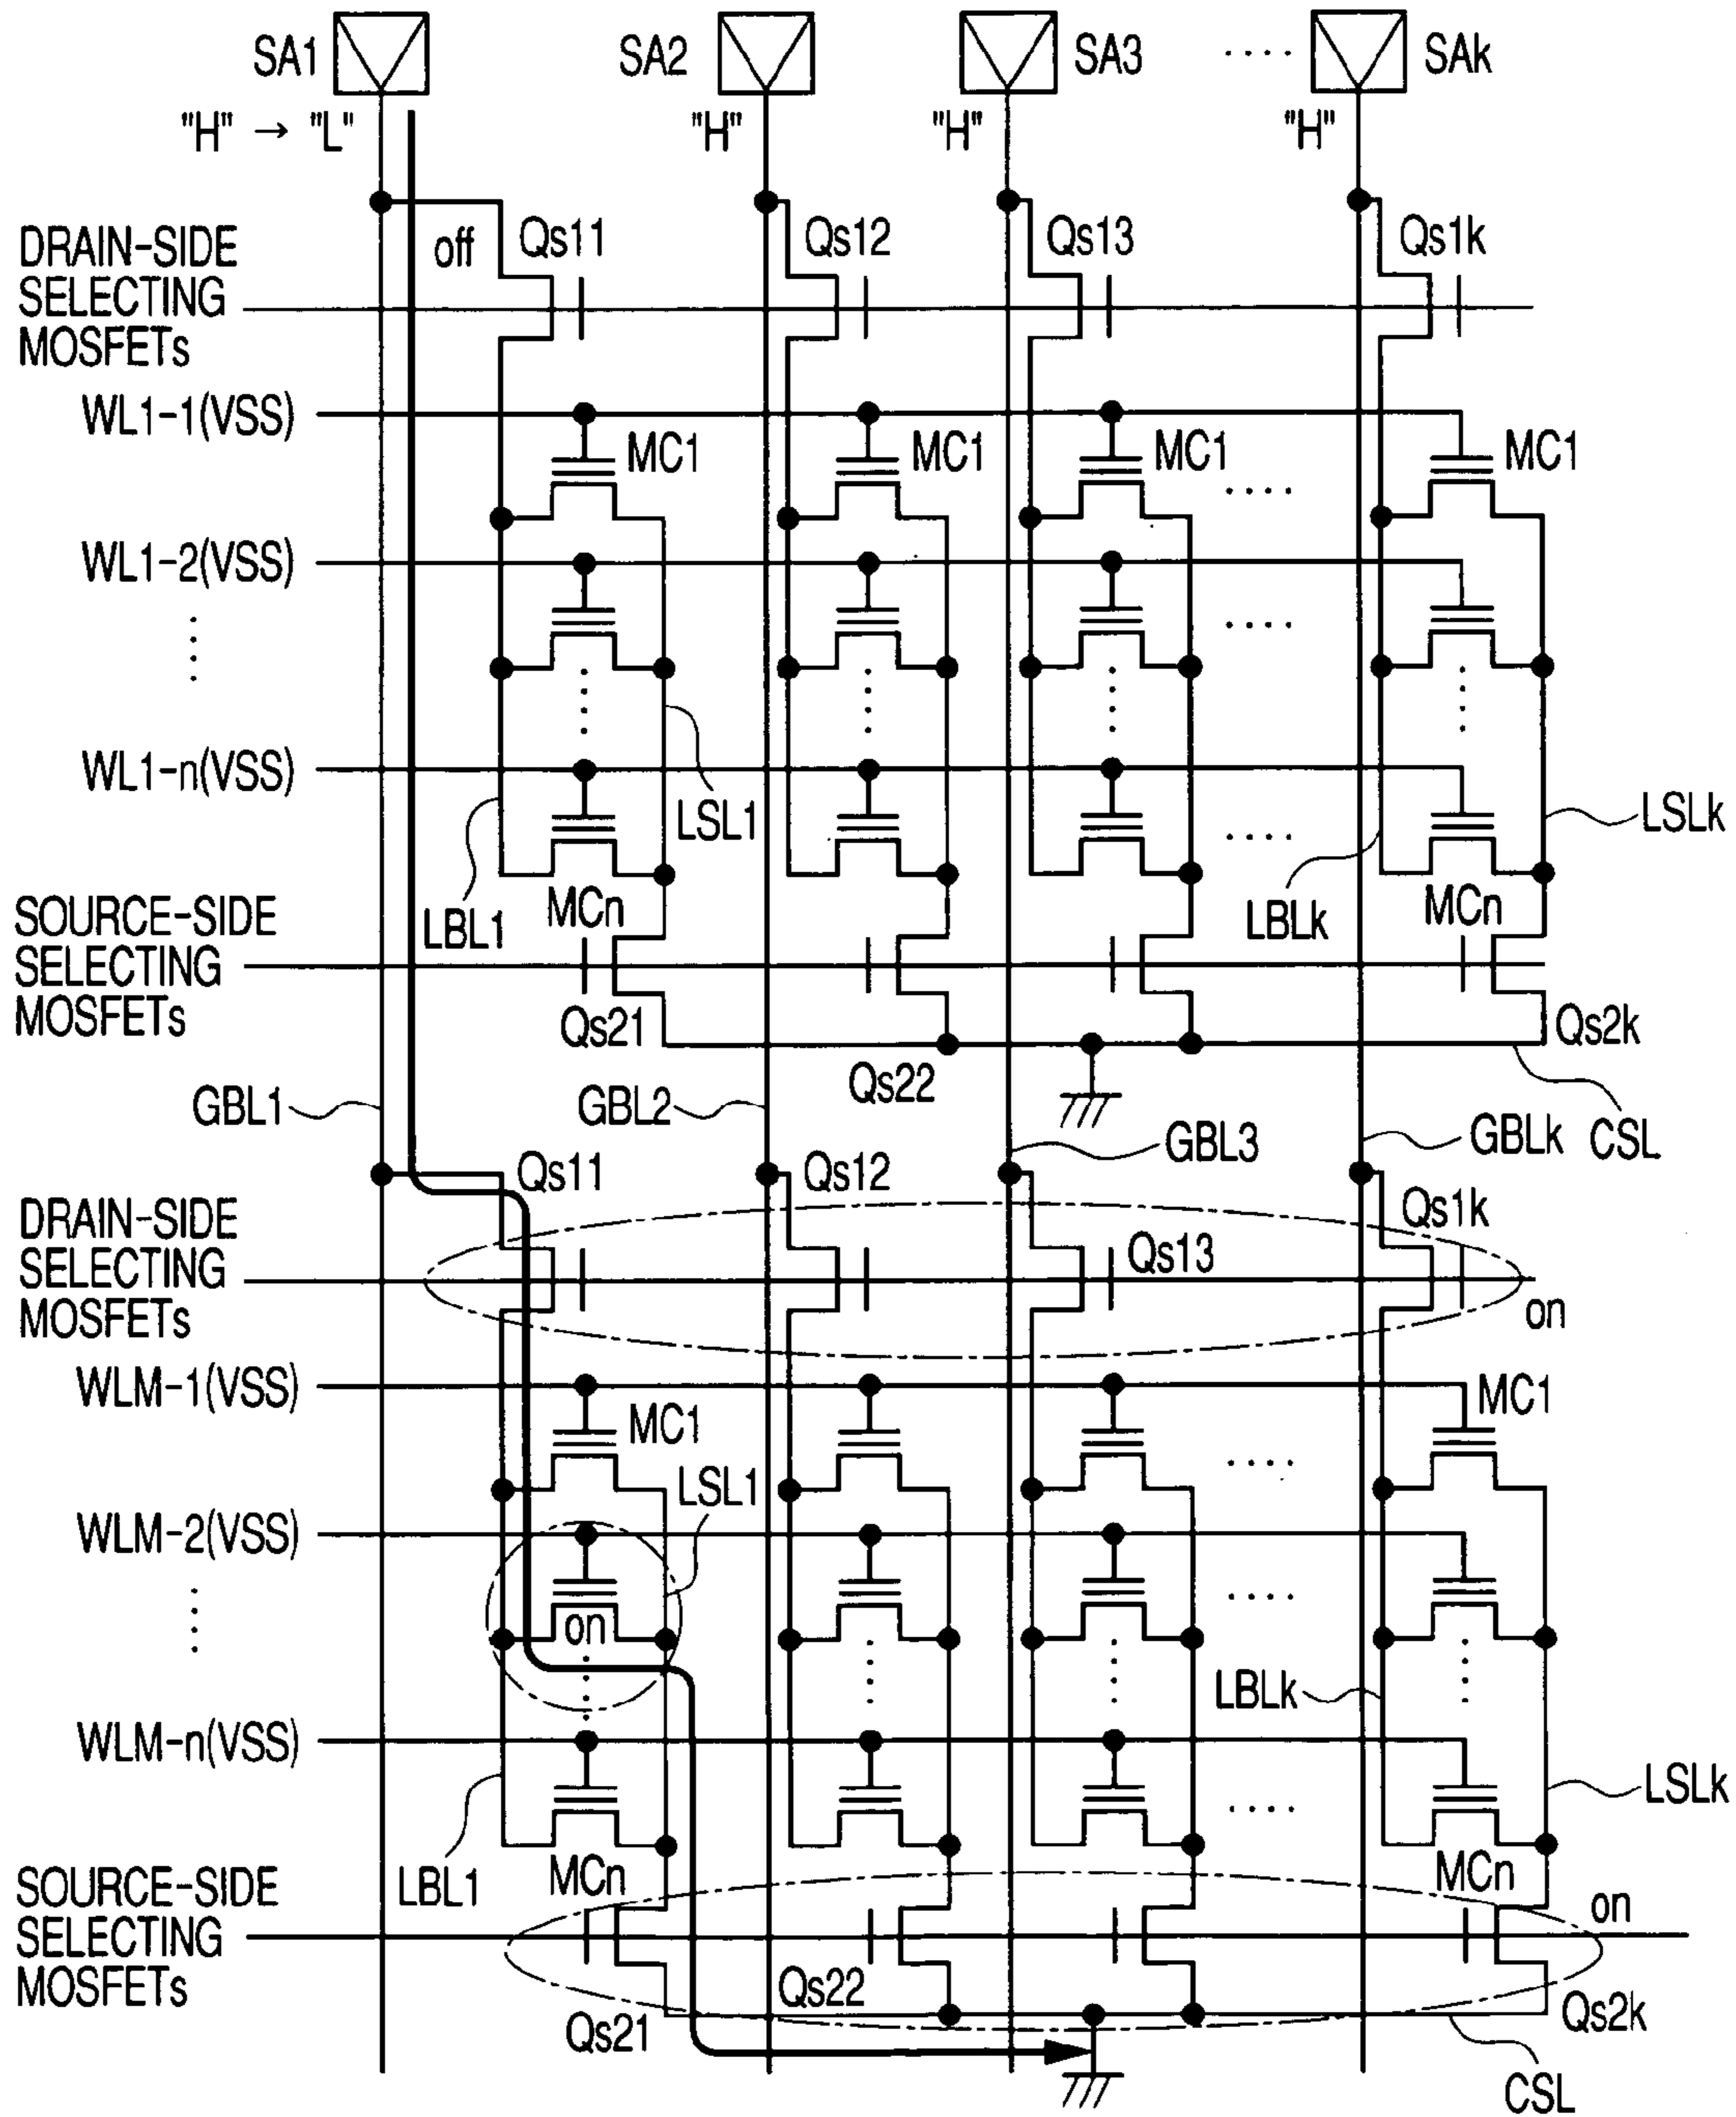 SA1 SA2 SA3 ···· SAk
"H" → "L" "H" "H" "H"
DRAIN-SIDE
SELECTING
MOSFETs
off Qs11 Qs12 Qs13 Qs1k
WL1-1(VSS)
MC1 MC1 MC1 MC1
····
WL1-2(VSS)
····
WL1-n(VSS)
LSL1 LSLk
····
LBL1 MCn LBLk MCn
SOURCE-SIDE
SELECTING
MOSFETs
Qs21 Qs22 Qs2k
GBL1 GBL2 GBL3 GBLk CSL
Qs11 Qs12 Qs1k
DRAIN-SIDE
SELECTING
MOSFETs
Qs13
on
WLM-1(VSS)
MC1 MC1
LSL1 ····
WLM-2(VSS)
····
on
LBLk
WLM-n(VSS)
LSLk
····
LBL1 MCn MCn
SOURCE-SIDE
SELECTING
MOSFETs
on
Qs21 Qs22 Qs2k
CSL